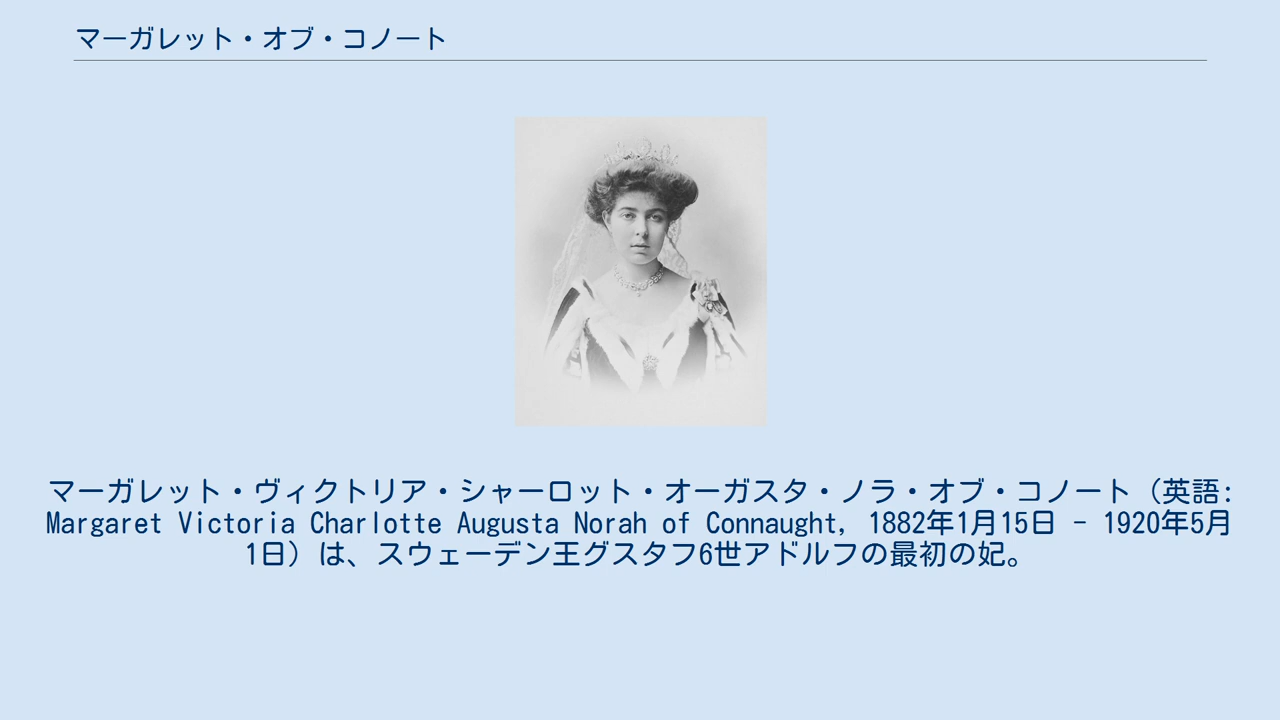 マーガレット・オブ・コノート
マーガレット・ヴィクトリア・シャーロット・オーガスタ・ノラ・オブ・コノート（英語:
Margaret Victoria Charlotte Augusta Norah of Connaught, 1882年1月15日 - 1920年5月
1日）は、スウェーデン王グスタフ6世アドルフの最初の妃。